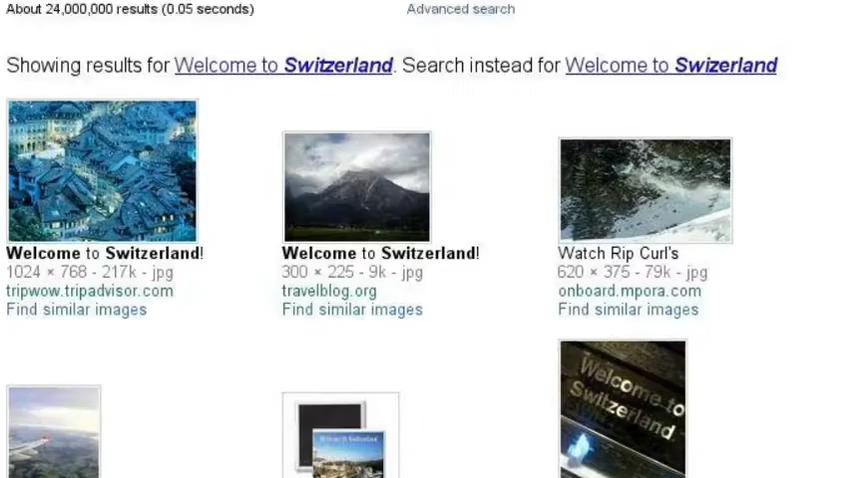 About 24,000,000 results (0.05 seconds) Advanced search
Showing results for Welcome to Switzerland. Search instead for Welcome to Swizerland
Welcome to Switzerland! Welcome to Switzerland! Watch Rip Curl's
1024 × 768 - 217k - jpg 300 × 225 - 9k - jpg 620 × 375 - 79k - jpg
tripwow.tripadvisor.com travelblog.org onboard.mpora.com
Find similar images Find similar images Find similar images
Welcome to
Switzerland
Welcome to Switzerland